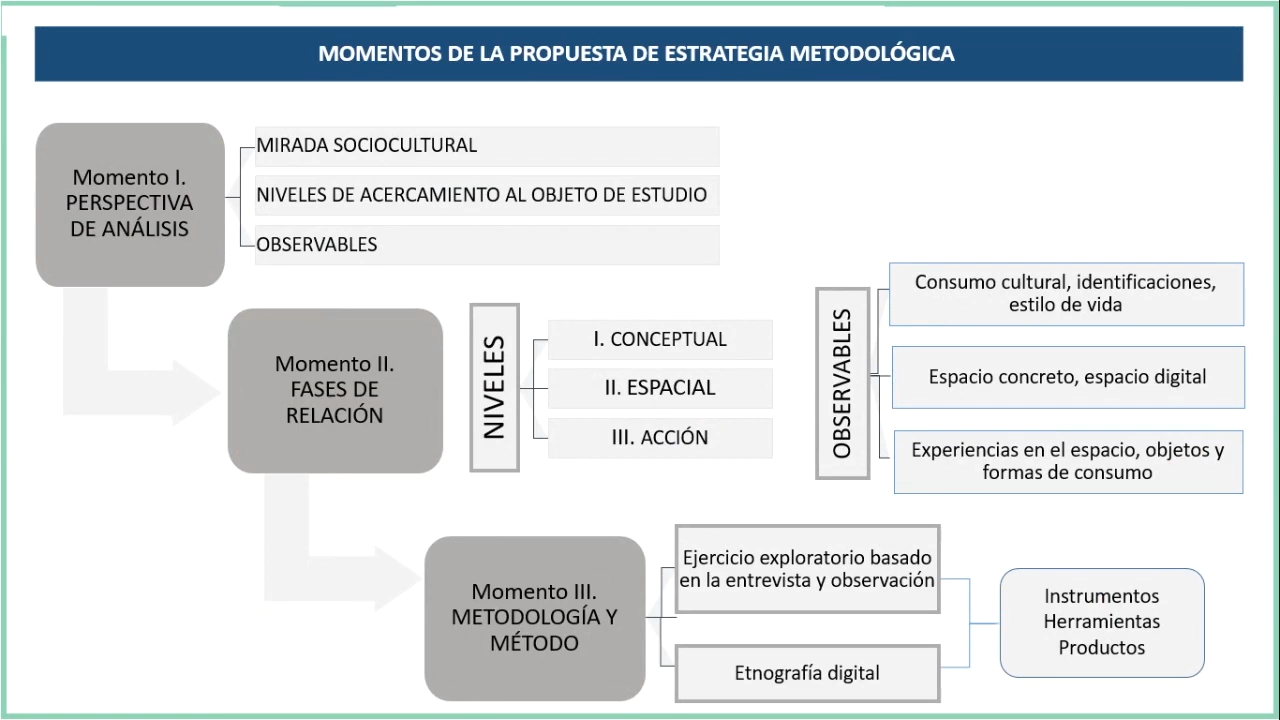 MOMENTOS DE LA PROPUESTA DE ESTRATEGIA METODOLÓGICA
Momento I.
PERSPECTIVA
DE ANÁLISIS
MIRADA SOCIOCULTURAL
NIVELES DE ACERCAMIENTO AL OBJETO DE ESTUDIO
OBSERVABLES
Momento II.
FASES DE
RELACIÓN
NIVELES
I. CONCEPTUAL
II. ESPACIAL
III. ACCIÓN
OBSERVABLES
Consumo cultural, identificaciones,
estilo de vida
Espacio concreto, espacio digital
Experiencias en el espacio, objetos y
formas de consumo
Momento III.
METODOLOGÍA Y
MÉTODO
Ejercicio exploratorio basado
en la entrevista y observación
Etnografía digital
Instrumentos
Herramientas
Productos